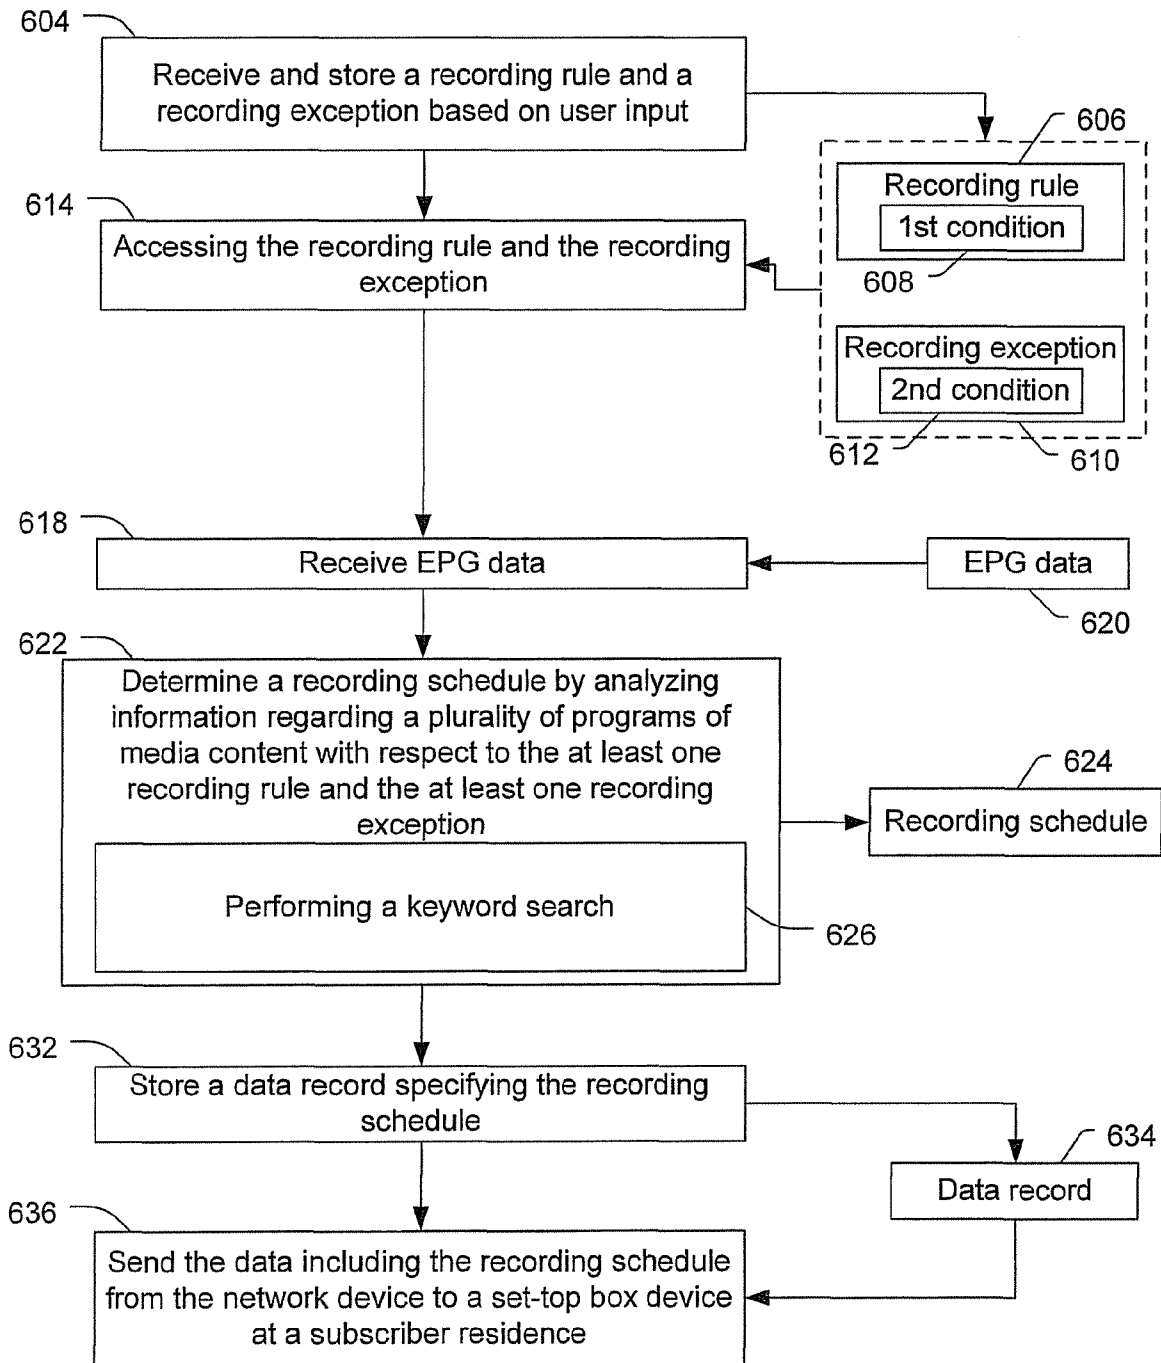 604
Receive and store a recording rule and a
recording exception based on user input
606
Recording rule
1st condition
608
614
Accessing the recording rule and the recording
exception
Recording exception
2nd condition
612
610
618
Receive EPG data
EPG data
620
622
Determine a recording schedule by analyzing
information regarding a plurality of programs of
media content with respect to the at least one
recording rule and the at least one recording
exception
624
Recording schedule
Performing a keyword search
626
632
Store a data record specifying the recording
schedule
634
Data record
636
Send the data including the recording schedule
from the network device to a set-top box device
at a subscriber residence